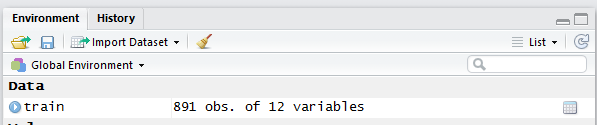 Environment History
Import Dataset List
Global Environment
Data
train 891 obs. of 12 variables